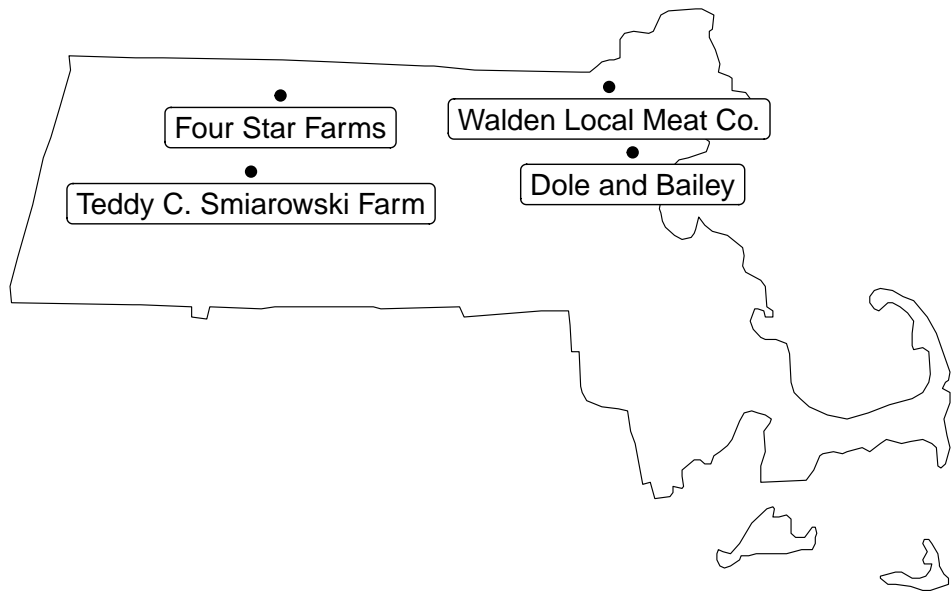 Four Star Farms
Walden Local Meat Co.
Teddy C. Smiarowski Farm
Dole and Bailey